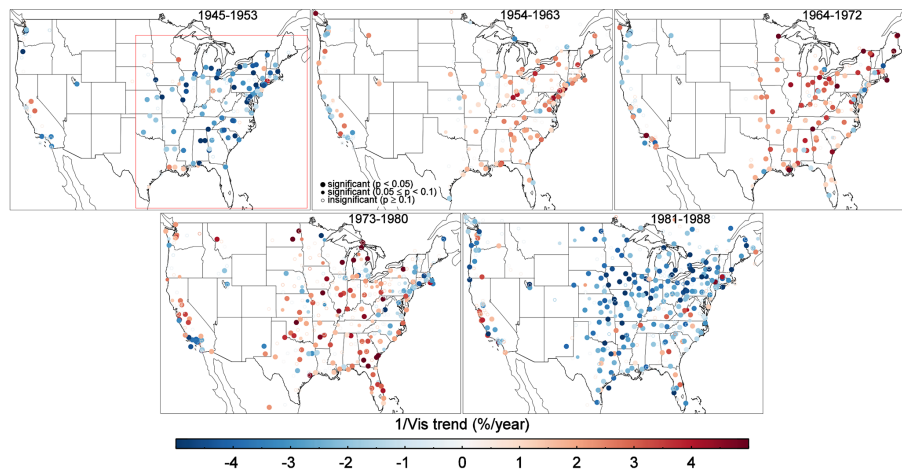 1945-1953
1954-1963
1964-1972
significant (p < 0.05)
significant (0.05 ≤ p < 0.1)
insignificant (p ≥ 0.1)
1973-1980
1981-1988
1/Vis trend (%/year)
-4 -3 -2 -1 0 1 2 3 4